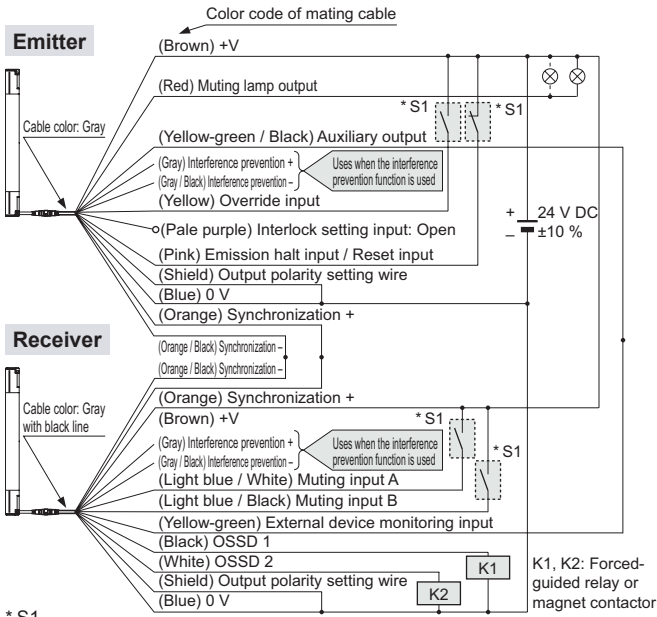 Color code of mating cable
Emitter
(Brown) +V
(Red) Muting lamp output
* S1
* S1
Cable color: Gray
(Yellow-green / Black) Auxiliary output
(Gray) Interference prevention +
(Gray / Black) Interference prevention –
Uses when the interference
prevention function is used
(Yellow) Override input
+
–
24 V DC
±10 %
(Pale purple) Interlock setting input: Open
(Pink) Emission halt input / Reset input
(Shield) Output polarity setting wire
(Blue) 0 V
(Orange) Synchronization +
Receiver
(Orange / Black) Synchronization –
(Orange / Black) Synchronization –
(Orange) Synchronization +
Cable color: Gray
with black line
(Brown) +V
* S1
* S1
(Gray) Interference prevention +
(Gray / Black) Interference prevention –
Uses when the interference
prevention function is used
(Light blue / White) Muting input A
(Light blue / Black) Muting input B
(Yellow-green) External device monitoring input
(Black) OSSD 1
(White) OSSD 2
K1
K1, K2: Forced-
guided relay or
magnet contactor
(Shield) Output polarity setting wire
K2
(Blue) 0 V
* S1